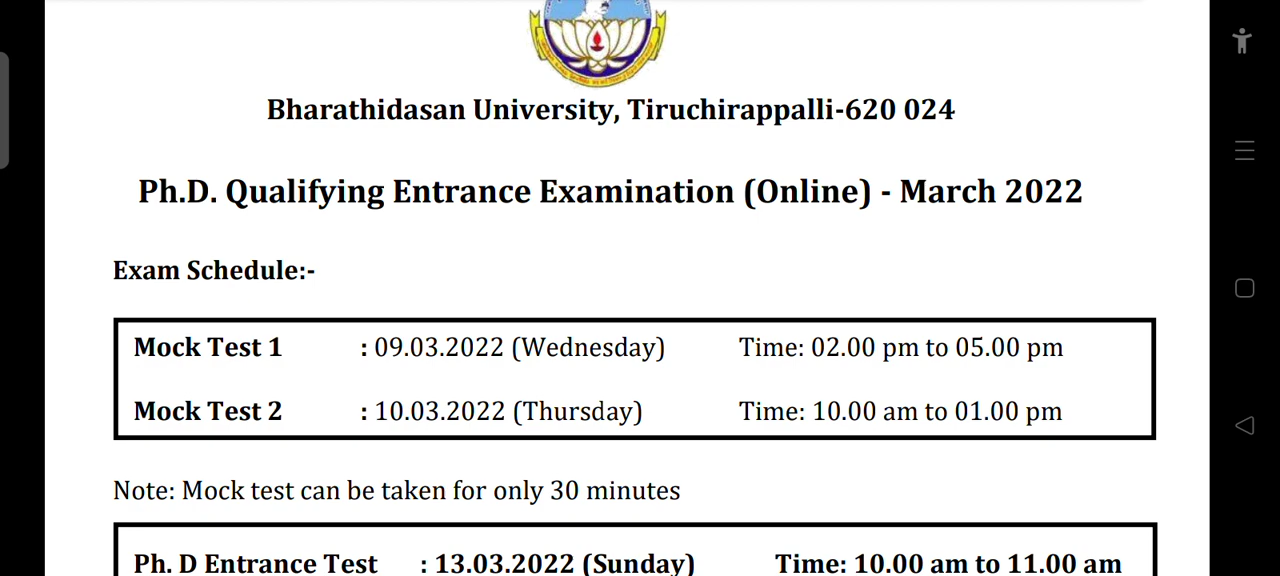 Bharathidasan University, Tiruchirappalli-620 024
Ph.D. Qualifying Entrance Examination (Online) - March 2022
Exam Schedule:-
Mock Test 1 : 09.03.2022 (Wednesday) Time: 02.00 pm to 05.00 pm
Mock Test 2 : 10.03.2022 (Thursday) Time: 10.00 am to 01.00 pm
Note: Mock test can be taken for only 30 minutes
Ph. D Entrance Test : 13.03.2022 (Sunday) Time: 10.00 am to 11.00 am